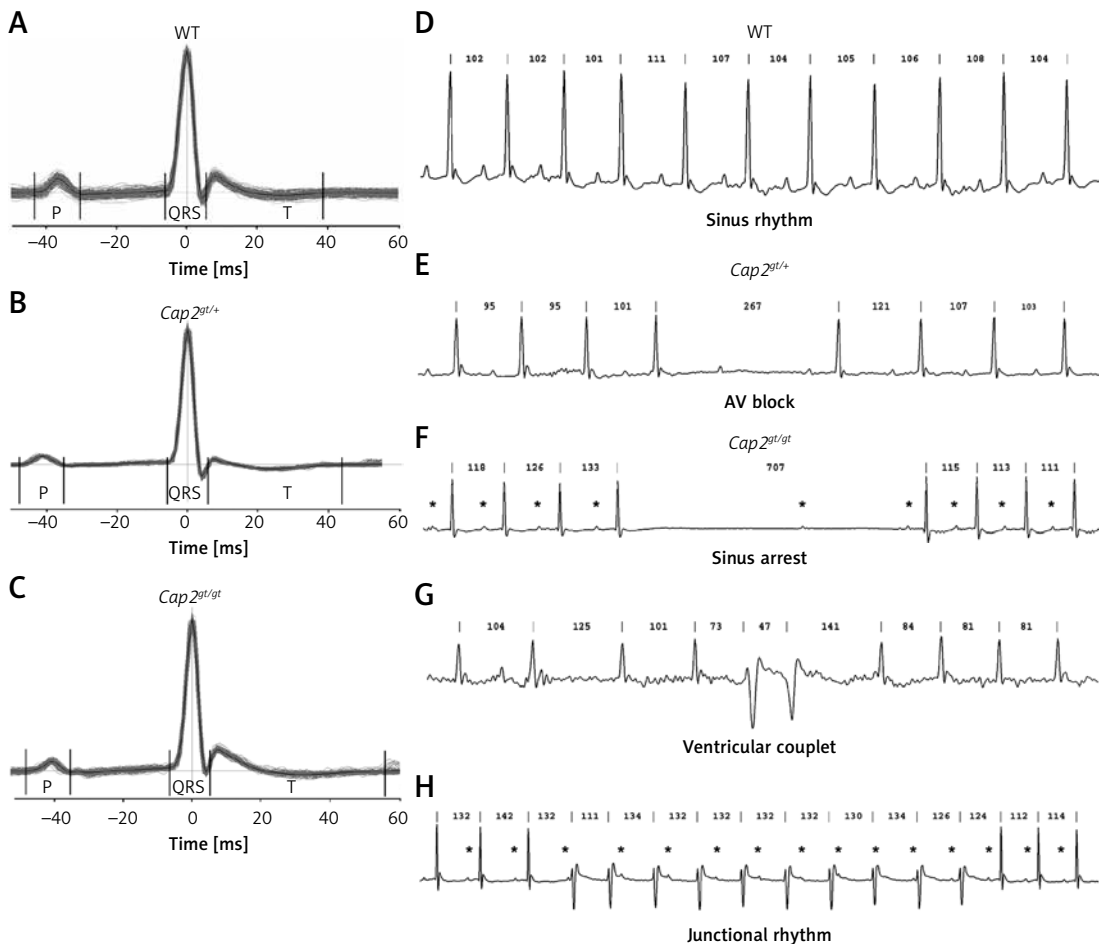 A
WT
P QRS T
−40 −20 0 20 40 60
Time [ms]
B
Cap2gt/+
P QRS T
−40 −20 0 20 40 60
Time [ms]
C
Cap2gt/gt
P QRS T
−40 −20 0 20 40 60
Time [ms]
D
WT
102 102 101 111 107 104 105 106 108 104
Sinus rhythm
E
Cap2gt/+
95 95 101 267 121 107 103
AV block
F
Cap2gt/gt
118 126 133 707 115 113 111
* * * * * * * * *
Sinus arrest
G
104 125 101 73 47 141 84 81 81
Ventricular couplet
H
132 142 132 111 134 132 132 132 132 130 134 126 124 112 114
* * * * * * * * * * * * * * *
Junctional rhythm